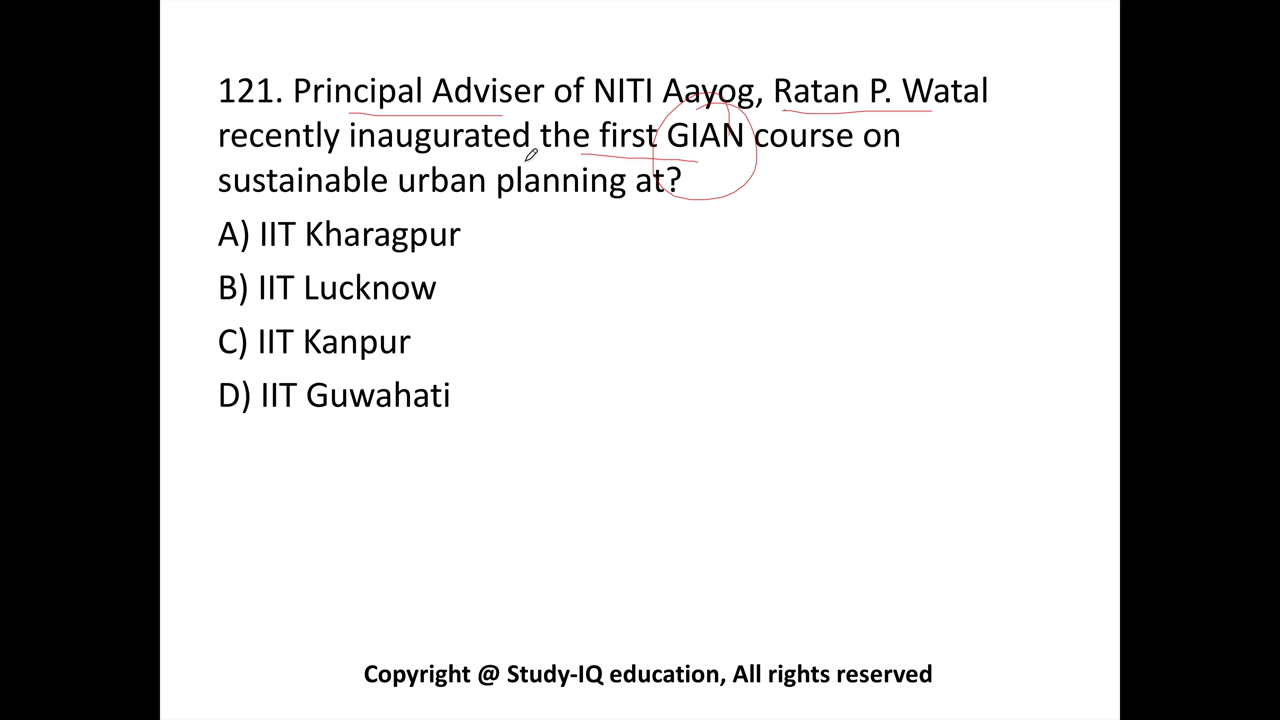 121. Principal Adviser of NITI Aayog, Ratan P. Watal
recently inaugurated the first GIAN course on
sustainable urban planning at?
A) IIT Kharagpur
B) IIT Lucknow
C) IIT Kanpur
D) IIT Guwahati
Copyright @ Study-IQ education, All rights reserved